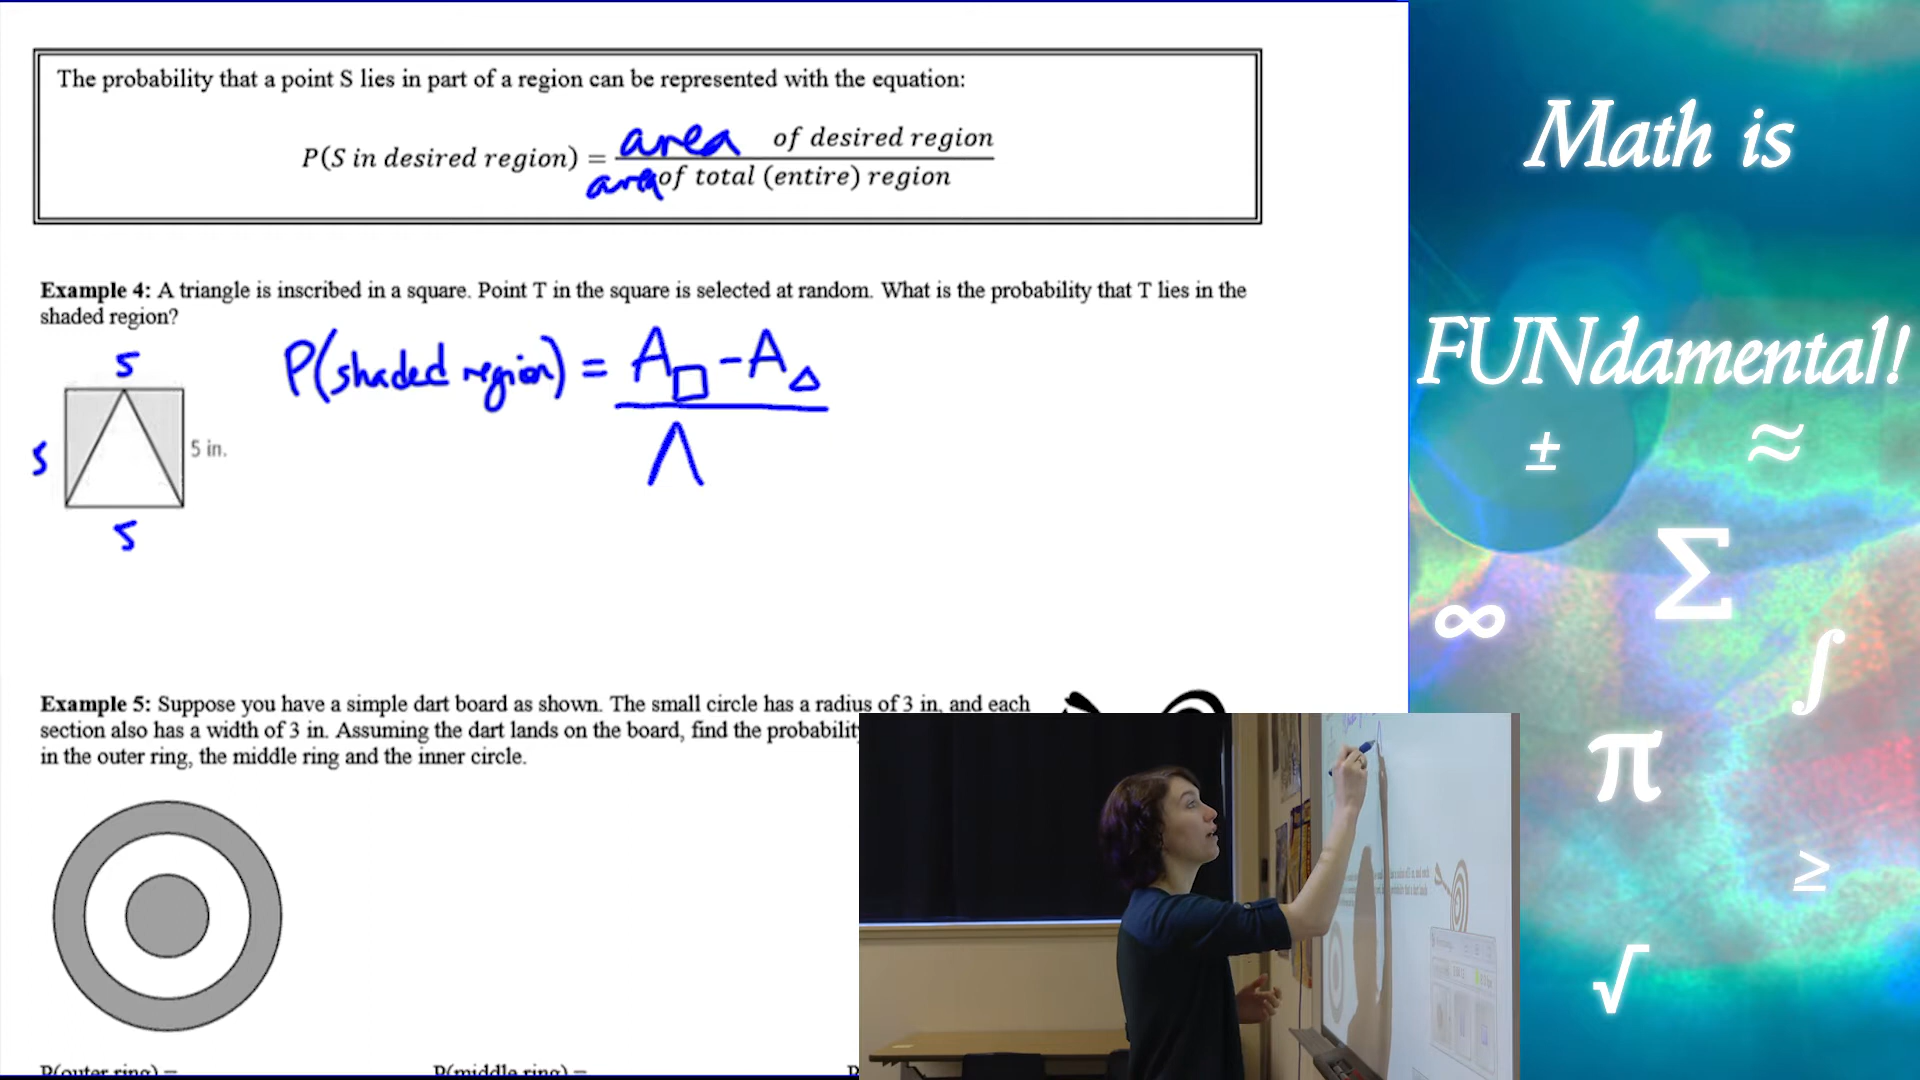 The probability that a point S lies in part of a region can be represented with the equation:
P(S in desired region) = area of desired region
area of total (entire) region
Example 4: A triangle is inscribed in a square. Point T in the square is selected at random. What is the probability that T lies in the
shaded region?
5
P(shaded region) = A□ - A△
Λ
5
5 in.
5
Example 5: Suppose you have a simple dart board as shown. The small circle has a radius of 3 in, and each
section also has a width of 3 in. Assuming the dart lands on the board, find the probability
in the outer ring, the middle ring and the inner circle.
P(outer ring) = P(middle ring) = P
Math is
FUNdamental!
± ≈
Σ
∞
∫
π
≥
√